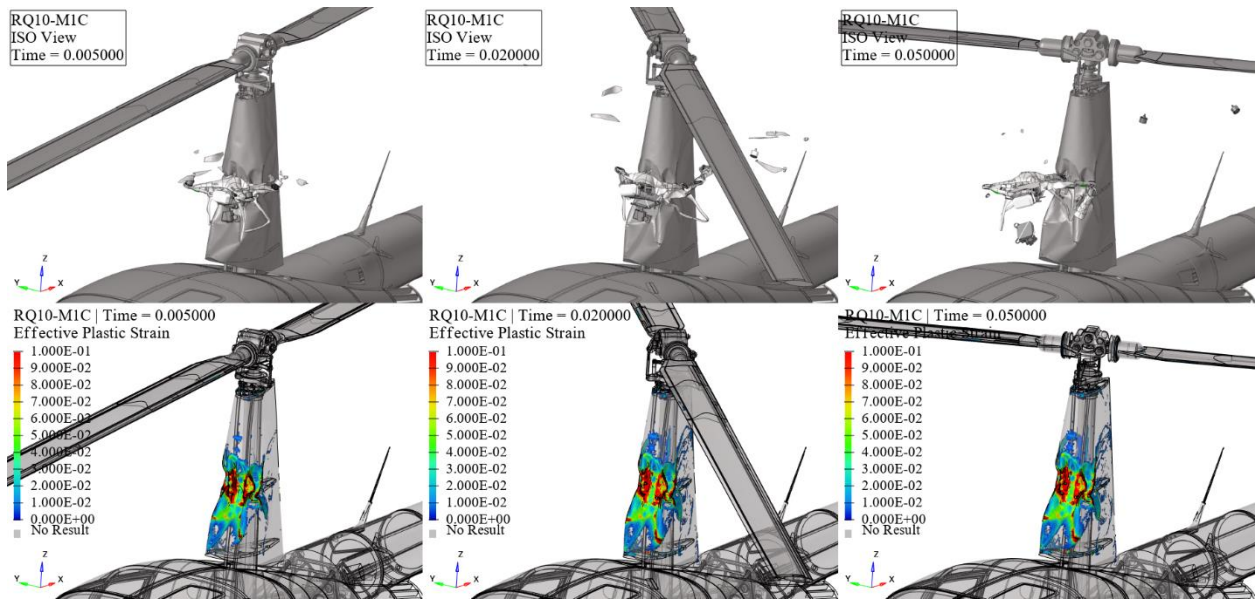 RQ10-M1C
ISO View
Time = 0.005000
RQ10-M1C
ISO View
Time = 0.020000
RQ10-M1C
ISO View
Time = 0.050000
Z
Y
X
Z
Y
X
Z
Y
X
RQ10-M1C | Time = 0.005000
Effective Plastic Strain
1.000E-01
9.000E-02
8.000E-02
7.000E-02
6.000E-02
5.000E-02
4.000E-02
3.000E-02
2.000E-02
1.000E-02
0.000E+00
No Result
Z
Y
X
RQ10-M1C | Time = 0.020000
Effective Plastic Strain
1.000E-01
9.000E-02
8.000E-02
7.000E-02
6.000E-02
5.000E-02
4.000E-02
3.000E-02
2.000E-02
1.000E-02
0.000E+00
No Result
Z
Y
X
RQ10-M1C | Time = 0.050000
Effective Plastic Strain
1.000E-01
9.000E-02
8.000E-02
7.000E-02
6.000E-02
5.000E-02
4.000E-02
3.000E-02
2.000E-02
1.000E-02
0.000E+00
No Result
Z
Y
X